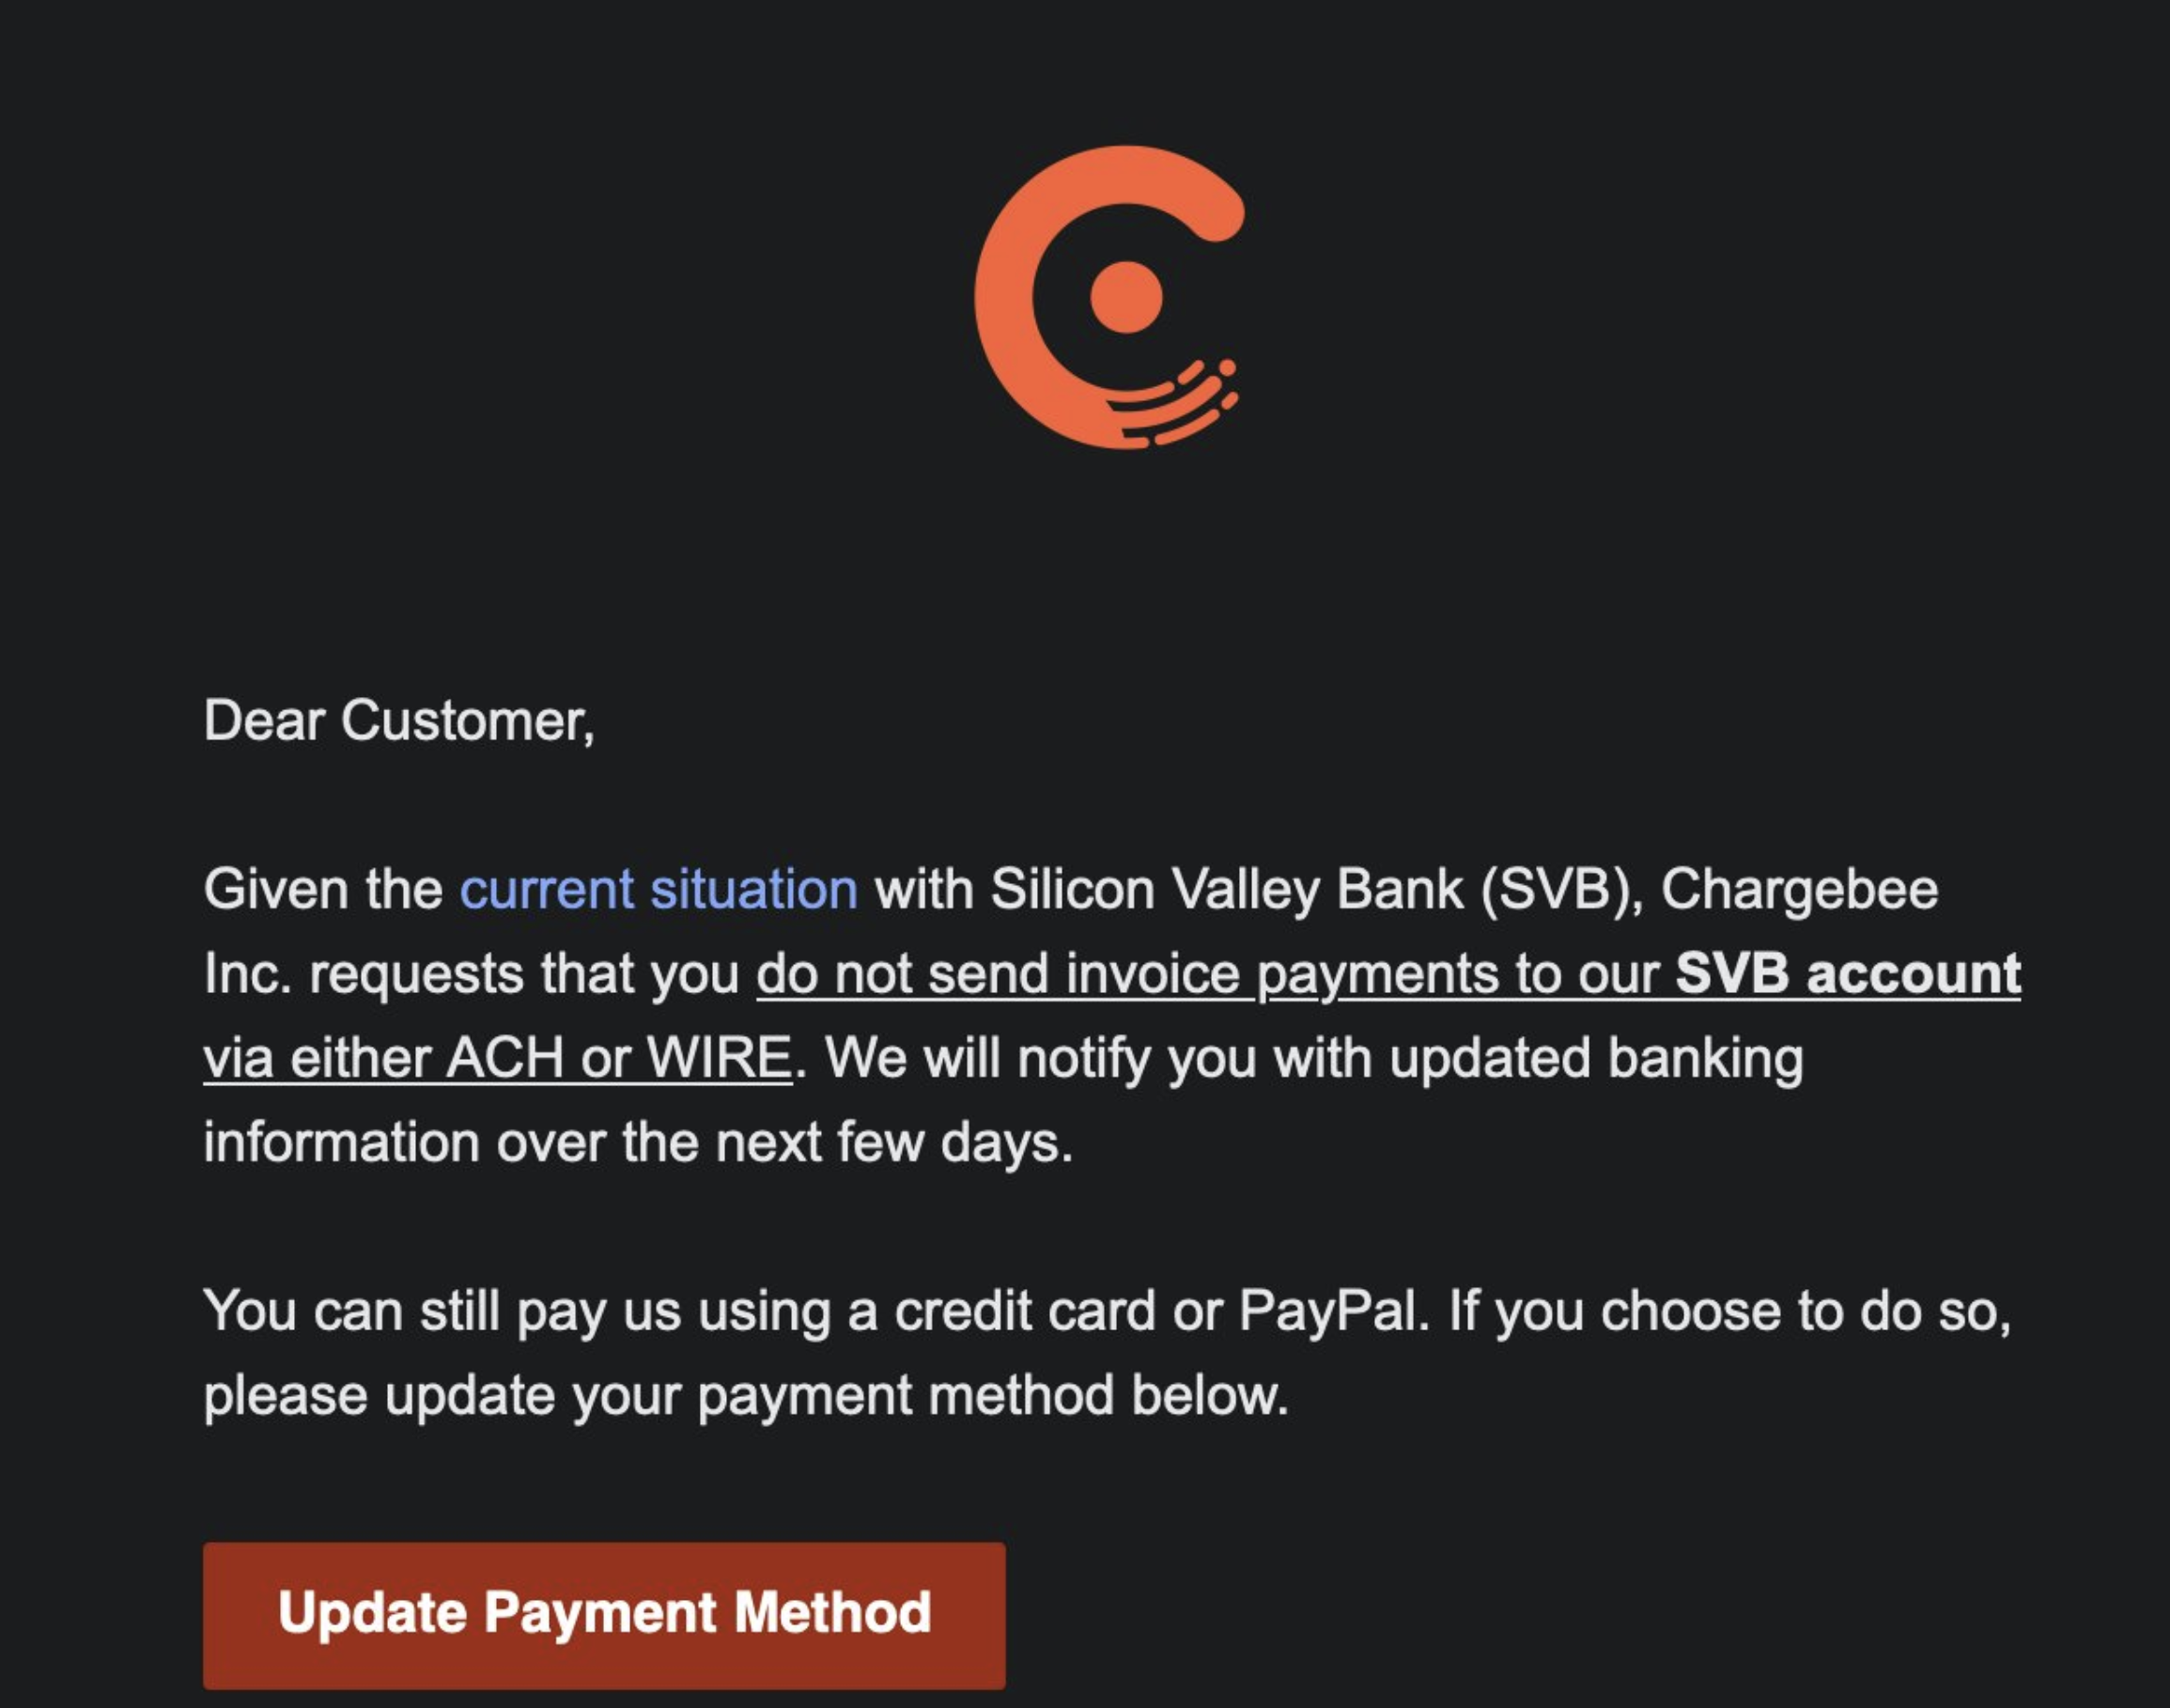 Dear Customer,
Given the current situation with Silicon Valley Bank (SVB), Chargebee
Inc. requests that you do not send invoice payments to our SVB account
via either ACH or WIRE. We will notify you with updated banking
information over the next few days.
You can still pay us using a credit card or PayPal. If you choose to do so,
please update your payment method below.
Update Payment Method